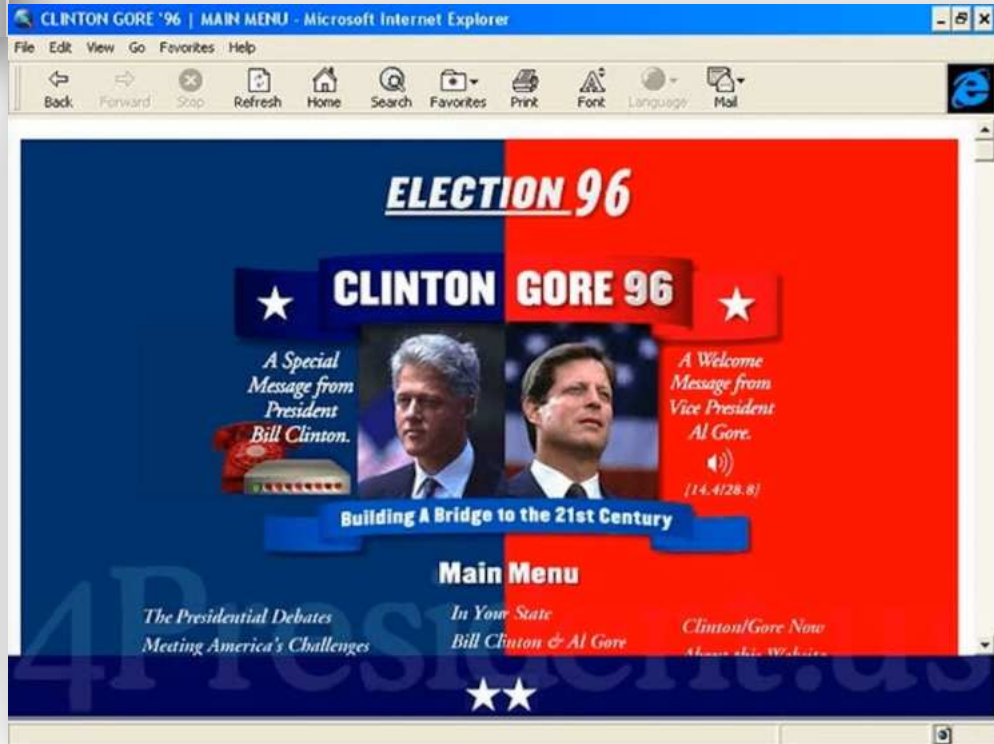 CLINTON GORE '96 | MAIN MENU - Microsoft Internet Explorer
File Edit View Go Favorites Help
Back Forward Stop Refresh Home Search Favorites Print Font Language Mail
ELECTION 96
CLINTON GORE 96
A Special
Message from
President
Bill Clinton.
A Welcome
Message from
Vice President
Al Gore.
[14.4/28.8]
Building A Bridge to the 21st Century
Main Menu
The Presidential Debates
Meeting America's Challenges
In Your State
Bill Clinton & Al Gore
Clinton/Gore Now
About this Website
4President.us